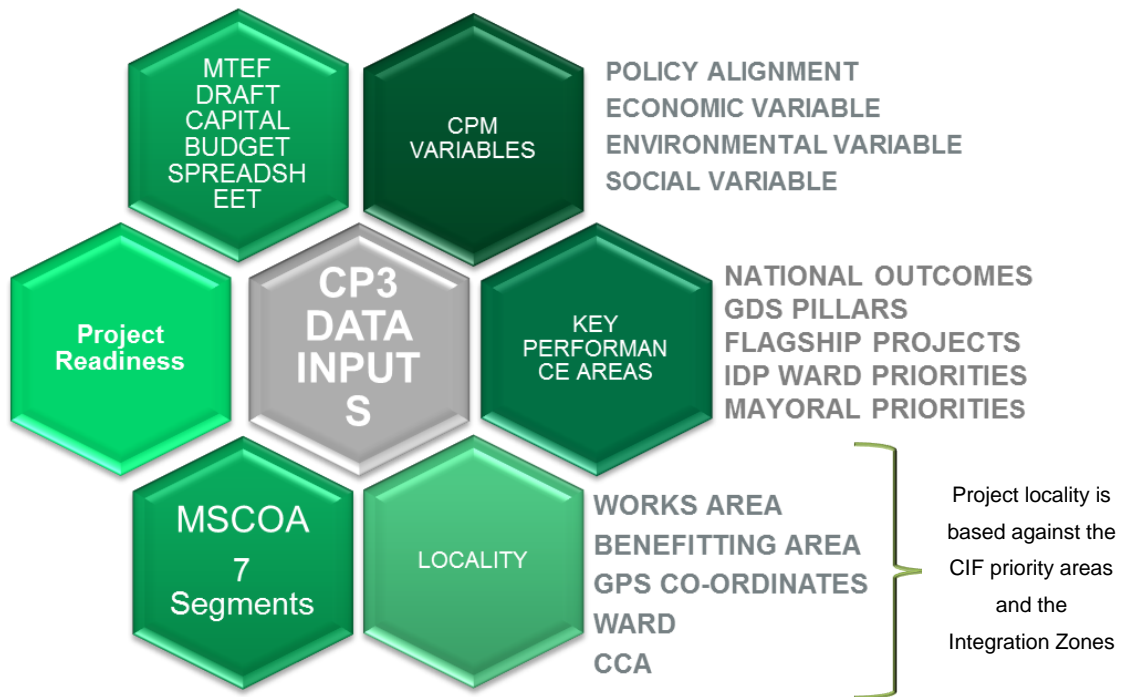 MTEF
DRAFT
CAPITAL
BUDGET
SPREADSH
EET
CPM
VARIABLES
POLICY ALIGNMENT
ECONOMIC VARIABLE
ENVIRONMENTAL VARIABLE
SOCIAL VARIABLE
Project
Readiness
CP3
DATA
INPUT
S
KEY
PERFORMAN
CE AREAS
NATIONAL OUTCOMES
GDS PILLARS
FLAGSHIP PROJECTS
IDP WARD PRIORITIES
MAYORAL PRIORITIES
MSCOA
7
Segments
LOCALITY
WORKS AREA
BENEFITTING AREA
GPS CO-ORDINATES
WARD
CCA
Project locality is
based against the
CIF priority areas
and the
Integration Zones